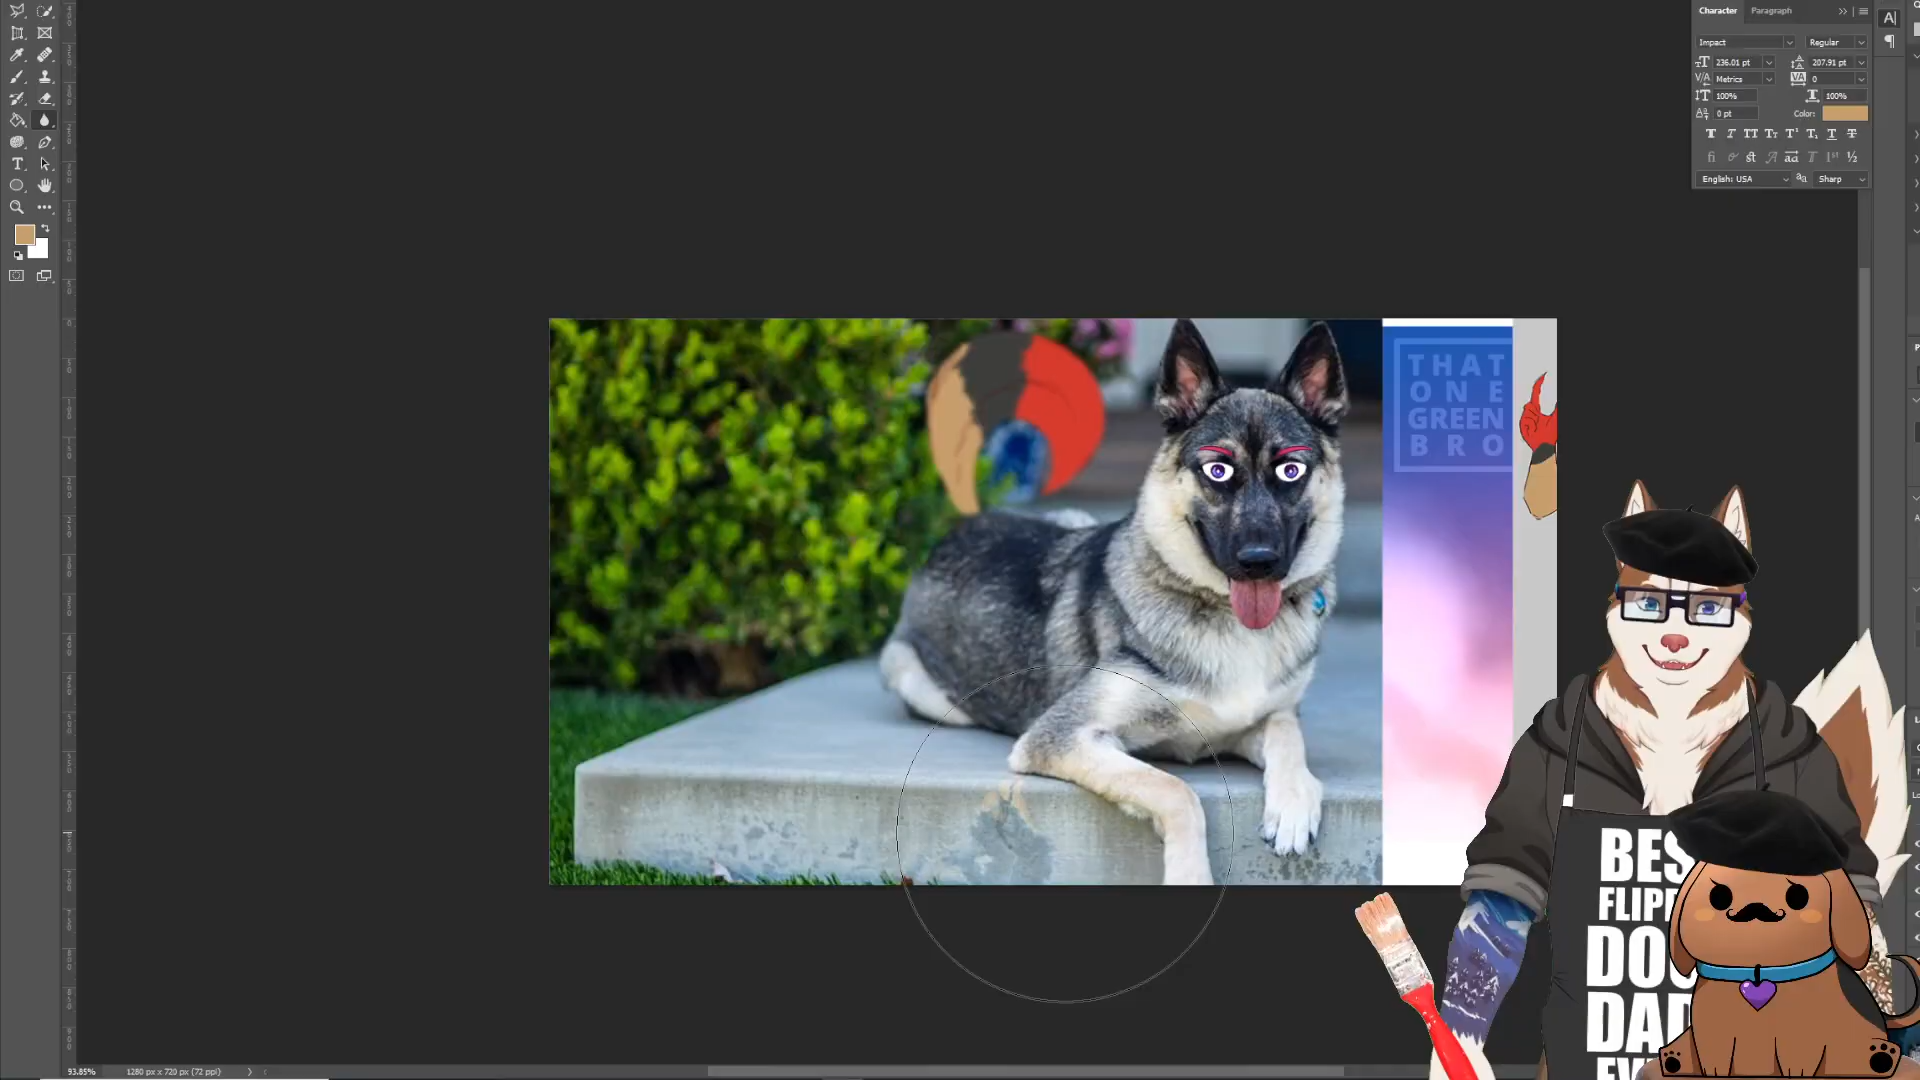 Character Paragraph
Impact Regular
236.01 pt 207.91 pt
Metrics 0
100% 100%
0 pt Color:
English: USA Sharp
THAT
ONE
GREEN
BRO
BES
FLIPP
DO
DAD
93.85% 1280 px x 720 px (72 ppi)